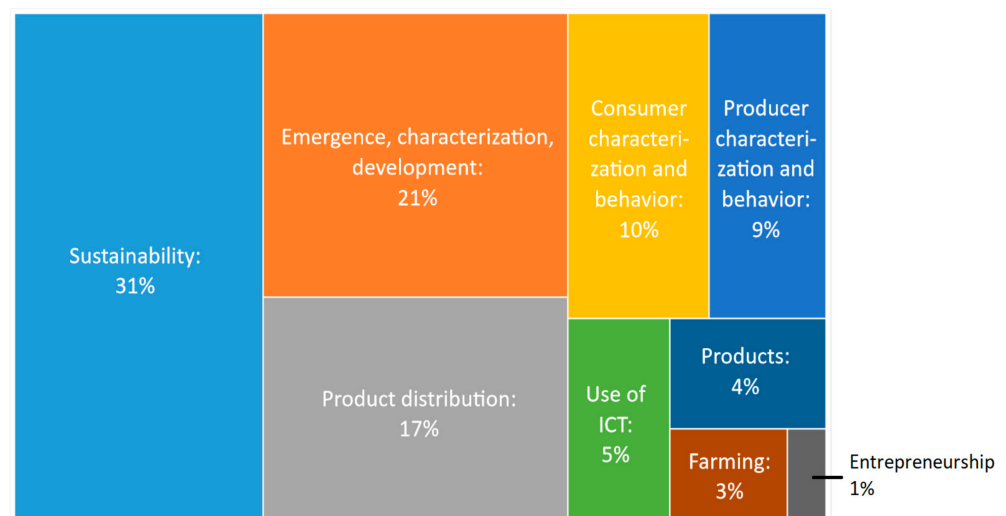 Sustainability:
31%
Emergence, characterization,
development:
21%
Product distribution:
17%
Consumer
characteri-
zation and
behavior:
10%
Producer
characteri-
zation and
behavior:
9%
Use of
ICT:
5%
Products:
4%
Farming:
3%
Entrepreneurship
1%